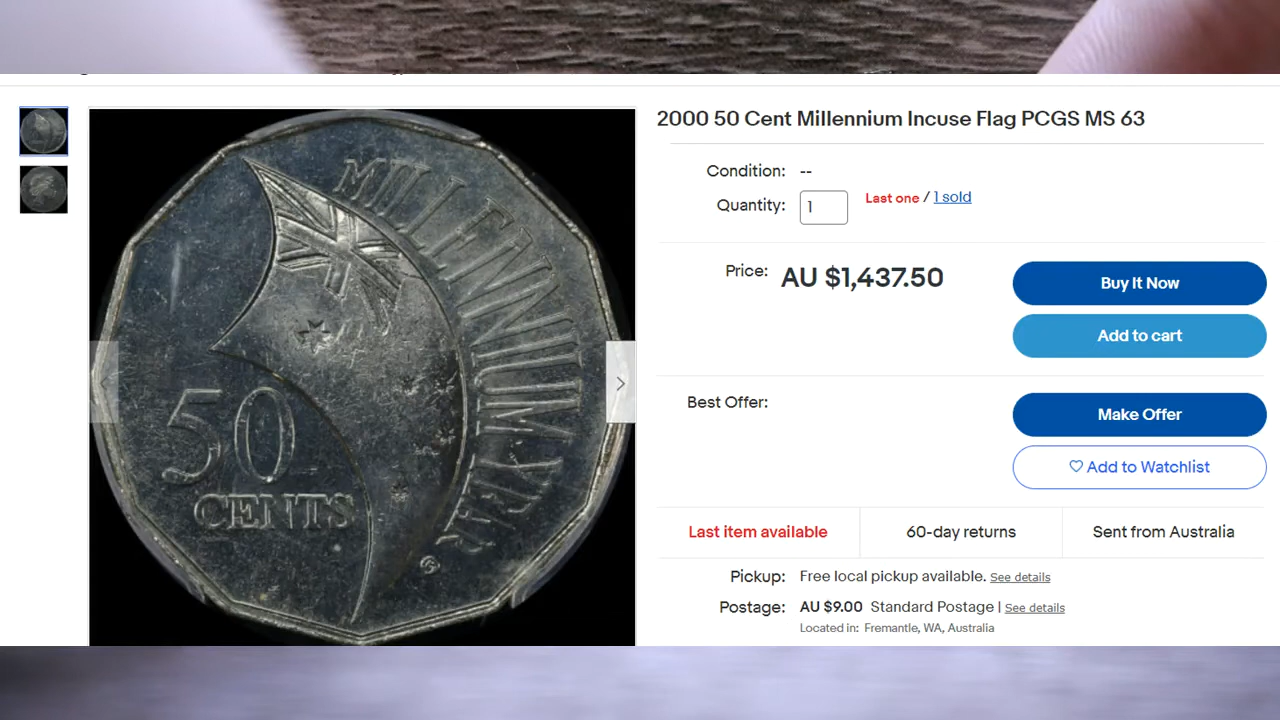 2000 50 Cent Millennium Incuse Flag PCGS MS 63
Condition: --
Quantity: 1 Last one / 1 sold
Price: AU $1,437.50
Buy It Now
Add to cart
Best Offer:
Make Offer
Add to Watchlist
Last item available
60-day returns
Sent from Australia
Pickup: Free local pickup available. See details
Postage: AU $9.00 Standard Postage | See details
Located in: Fremantle, WA, Australia
MILLENNIUM YEAR
50
CENTS